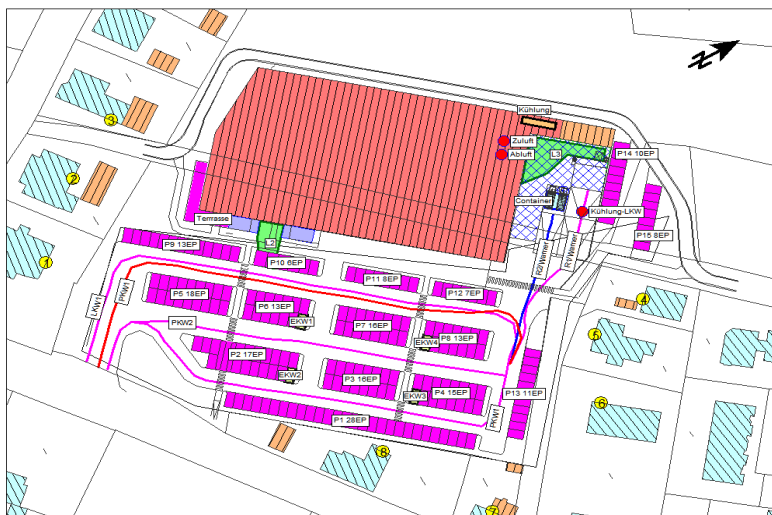 N
Kühlung
3
Zuluft
Abluft
L3
P14 10EP
2
Container
Kühlung-LKW
Terrasse
P15 8EP
P9 13EP
L2
1
P10 6EP
R2Warner
R1Warner
P11 8EP
P12 7EP
LKW1
PKW1
P5 18EP
P6 13EP
4
EKW1
PKW2
P7 16EP
P8 13EP
5
EKW4
P2 17EP
EKW2
P3 16EP
P4 15EP
P13 11EP
EKW3
6
P1 28EP
PKW1
8
7